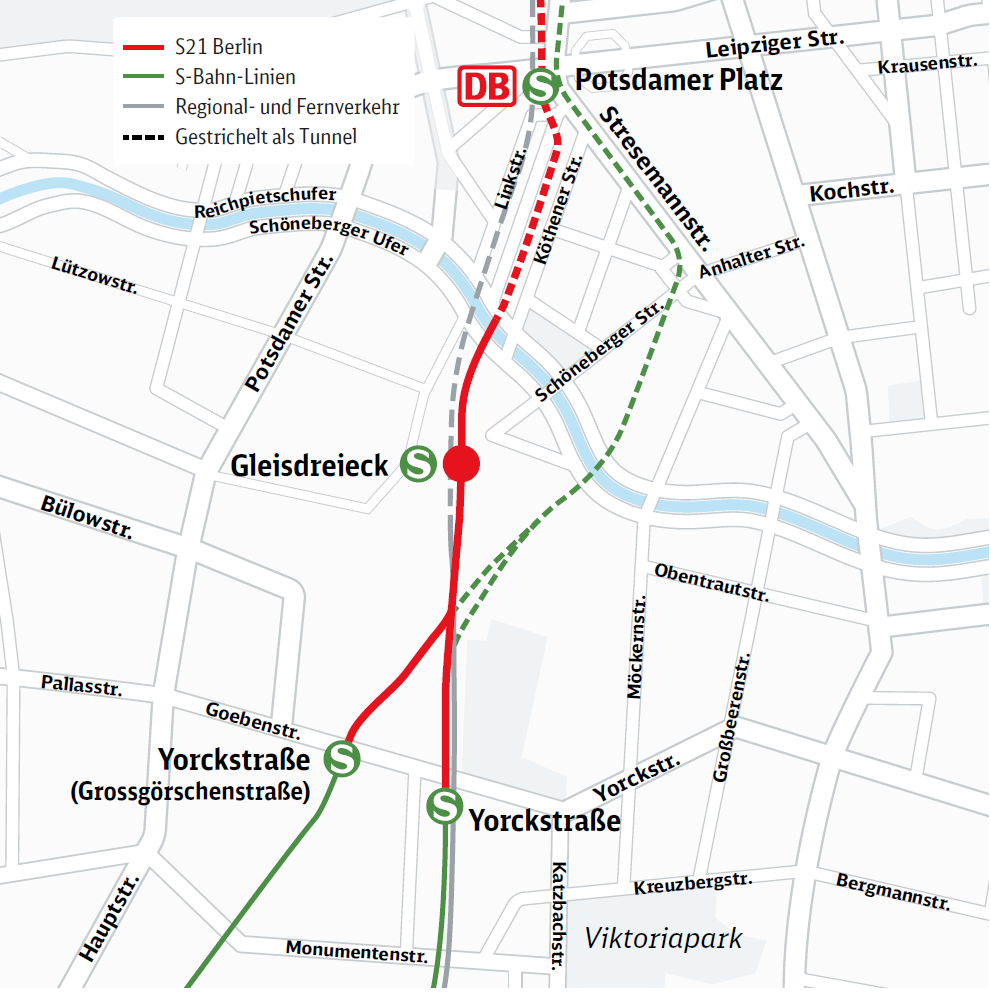 S21 Berlin
S-Bahn-Linien
Regional- und Fernverkehr
Gestrichelt als Tunnel
DB
S
Potsdamer Platz
Leipziger Str.
Krausenstr.
Stresemannstr.
Linkstr.
Köthener Str.
Kochstr.
Reichpietschufer
Schöneberger Ufer
Anhalter Str.
Lützowstr.
Potsdamer Str.
Schöneberger Str.
Gleisdreieck
S
Bülowstr.
Obentrautstr.
Möckernstr.
Großbeerenstr.
Pallasstr.
Goebenstr.
Yorckstraße
(Grossgörschenstraße)
S
Yorckstr.
S
Yorckstraße
Katzbachstr.
Kreuzbergstr.
Bergmannstr.
Hauptstr.
Monumentenstr.
Viktoriapark